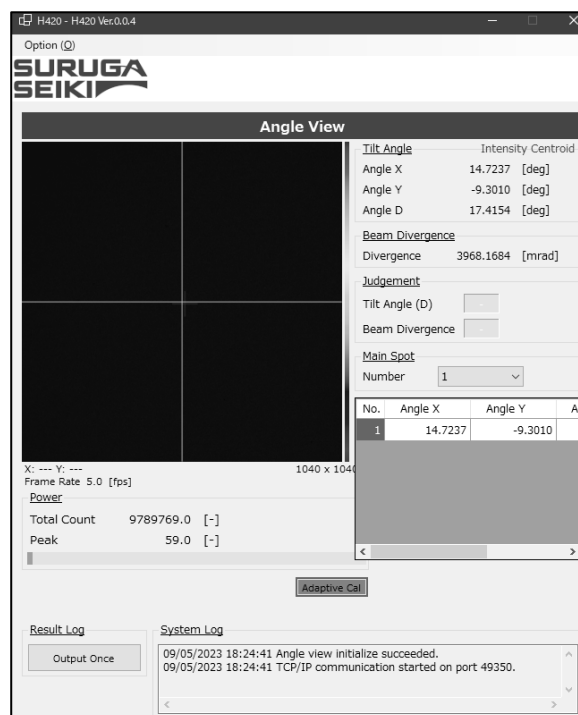 H420 - H420 Ver.0.0.4
Option (O)
SURUGA
SEIKI
Angle View
Tilt Angle Intensity Centroid
Angle X 14.7237 [deg]
Angle Y -9.3010 [deg]
Angle D 17.4154 [deg]
Beam Divergence
Divergence 3968.1684 [mrad]
Judgement
Tilt Angle (D) -
Beam Divergence -
Main Spot
Number 1
No. Angle X Angle Y A
1 14.7237 -9.3010
X: --- Y: --- 1040 x 1040
Frame Rate 5.0 [fps]
Power
Total Count 9789769.0 [-]
Peak 59.0 [-]
Adaptive Cal
Result Log
Output Once
System Log
09/05/2023 18:24:41 Angle view initialize succeeded.
09/05/2023 18:24:41 TCP/IP communication started on port 49350.